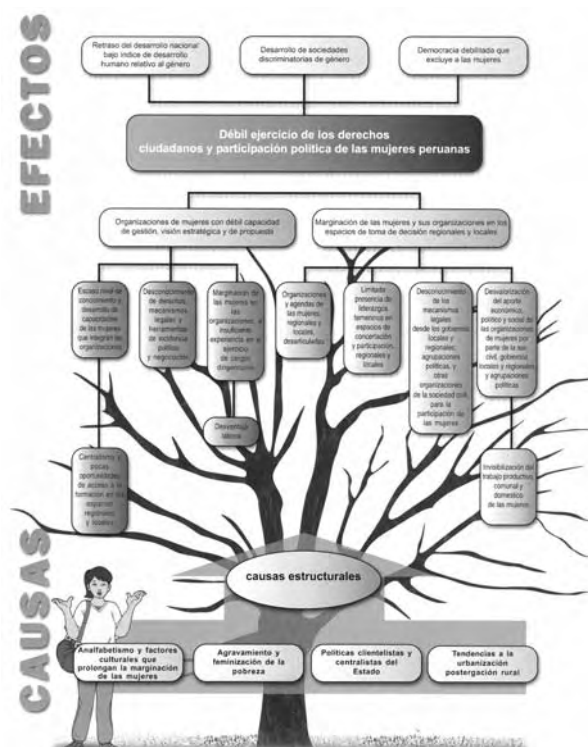 EFECTOS
Retraso del desarrollo nacional
bajo índice de desarrollo
humano relativo al género
Desarrollo de sociedades
discriminatorias de género
Democracia debilitada que
excluye a las mujeres
Débil ejercicio de los derechos
ciudadanos y participación política de las mujeres peruanas
Organizaciones de mujeres con débil capacidad
de gestión, visión estratégica y de propuesta
Marginación de las mujeres y sus organizaciones en los
espacios de toma de decisión regionales y locales
Escaso nivel de
conocimiento y
desarrollo de
capacidades
de las mujeres
que integran las
organizaciones
Desconocimiento
de derechos,
mecanismos
legales y
herramientas
de incidencia
política y
negociación
Marginación de
las mujeres en
las
organizaciones, e
insuficiente
experiencia en el
ejercicio de
cargos
dirigenciales
Organizaciones
y agendas de
las mujeres,
regionales y
locales,
desarticuladas
Limitada
presencia de
liderazgos
femeninos en
espacios de
concertación
y participación,
regionales y
locales
Desconocimiento
de los
mecanismos
legales
desde los gobiernos
locales y
regionales,
agrupaciones
políticas, y
otras
organizaciones
de la sociedad civil,
para la
participación de
las mujeres
Desvalorización
del aporte
económico,
político y social de
las organizaciones
de mujeres por
parte de la soc.
civil, gobiernos
locales y regionales
y agrupaciones
políticas
Desventaja
laboral
Centralismo y
pocas
oportunidades
de acceso a la
formación en los
espacios
regionales
y locales
Invisibilización del
trabajo productivo,
comunal y
doméstico
de las mujeres
CAUSAS
causas estructurales
Analfabetismo y factores
culturales que
prolongan la marginación
de las mujeres
Agravamiento y
feminización de la
pobreza
Políticas clientelistas y
centralistas del
Estado
Tendencias a la
urbanización
postergación rural